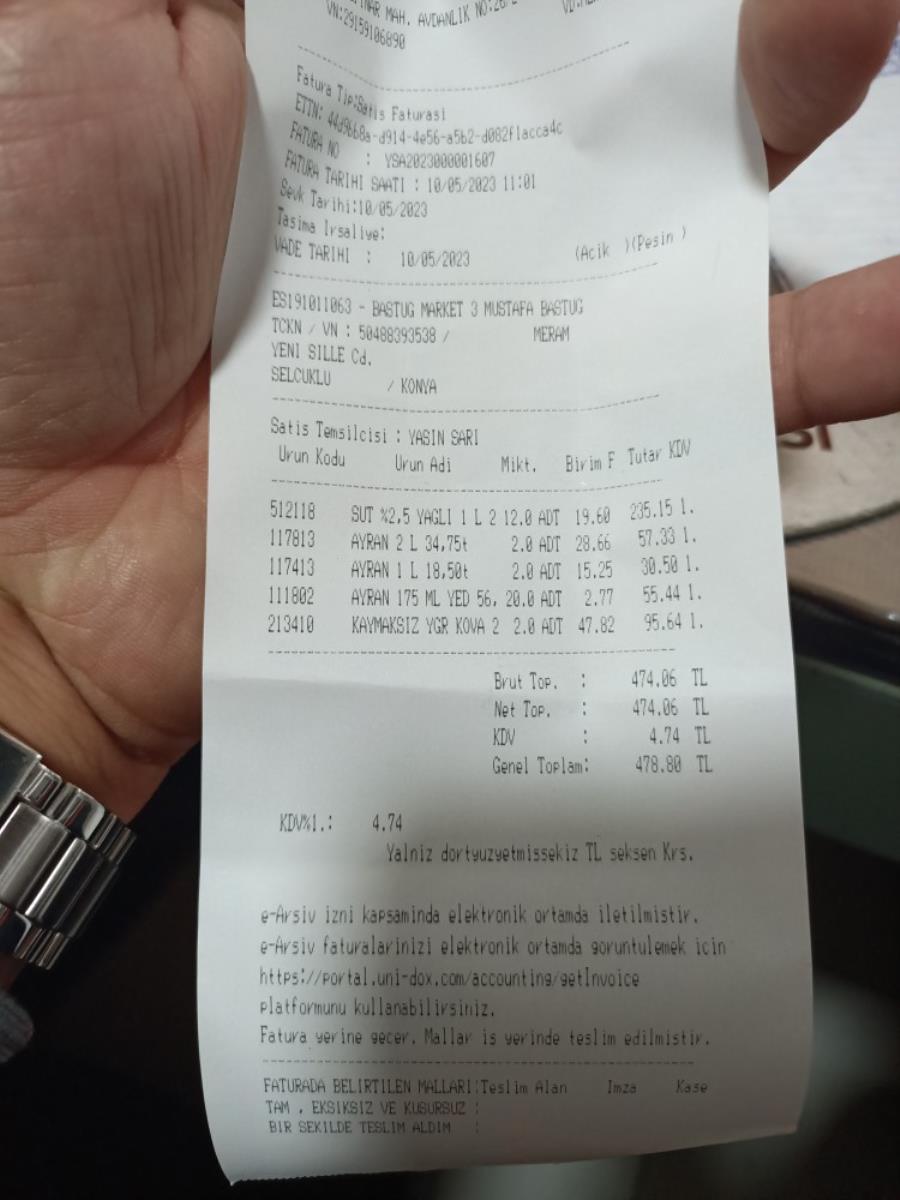 MAH. AVDANLIK
VN:29159106890
Fatura Tip:Satis Faturasi
ETTN: 44d9bb8a-d914-4e56-a5b2-d082f1acca4c
FATURA NO : YSA2023000001607
FATURA TARIHI SAATI : 10/05/2023 11:01
Sevk Tarihi:10/05/2023
Tasima Irsaliye:
VADE TARIHI : 10/05/2023 (Acik )(Pesin )
ES191011063 - BASTUG MARKET 3 MUSTAFA BASTUG
TCKN / VN : 50488393538 / MERAM
YENI SILLE Cd.
SELCUKLU / KONYA
Satis Temsilcisi : YASIN SARI
Urun Kodu Urun Adi Mikt. Birim F Tutar KDV
512118 SUT %2,5 YAGLI 1 L 2 12.0 ADT 19.60 235.15 1.
117813 AYRAN 2 L 34,75t 2.0 ADT 28.66 57.33 1.
117413 AYRAN 1 L 18,50t 2.0 ADT 15.25 30.50 1.
111802 AYRAN 175 ML YED 56, 20.0 ADT 2.77 55.44 1.
213410 KAYMAKSIZ YGR KOVA 2 2.0 ADT 47.82 95.64 1.
Brut Top. : 474.06 TL
Net Top. : 474.06 TL
KDV : 4.74 TL
Genel Toplam: 478.80 TL
KDV%1.: 4.74
Yalniz dortyuzyetmissekiz TL seksen Krs.
e-Arsiv izni kapsaminda elektronik ortamda iletilmistir.
e-Arsiv faturalarinizi elektronik ortamda goruntulemek icin
https://portal.uni-dox.com/accounting/getInvoice
platformunu kullanabilirsiniz.
Fatura yerine gecer. Mallar is yerinde teslim edilmistir.
FATURADA BELIRTILEN MALLARI:Teslim Alan Imza Kase
TAM , EKSIKSIZ VE KUSURSUZ :
BIR SEKILDE TESLIM ALDIM :